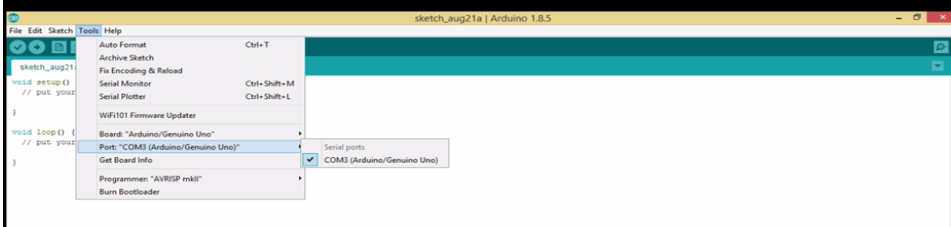 sketch_aug21a | Arduino 1.8.5
File Edit Sketch Tools Help
sketch_aug21
Auto Format Ctrl+T
Archive Sketch
Fix Encoding & Reload
Serial Monitor Ctrl+Shift+M
Serial Plotter Ctrl+Shift+L
WiFi101 Firmware Updater
Board: "Arduino/Genuino Uno"
Port: "COM3 (Arduino/Genuino Uno)"
Get Board Info
Programmer: "AVRISP mkII"
Burn Bootloader
Serial ports
COM3 (Arduino/Genuino Uno)
void setup()
// put your
}
void loop() {
// put your
}